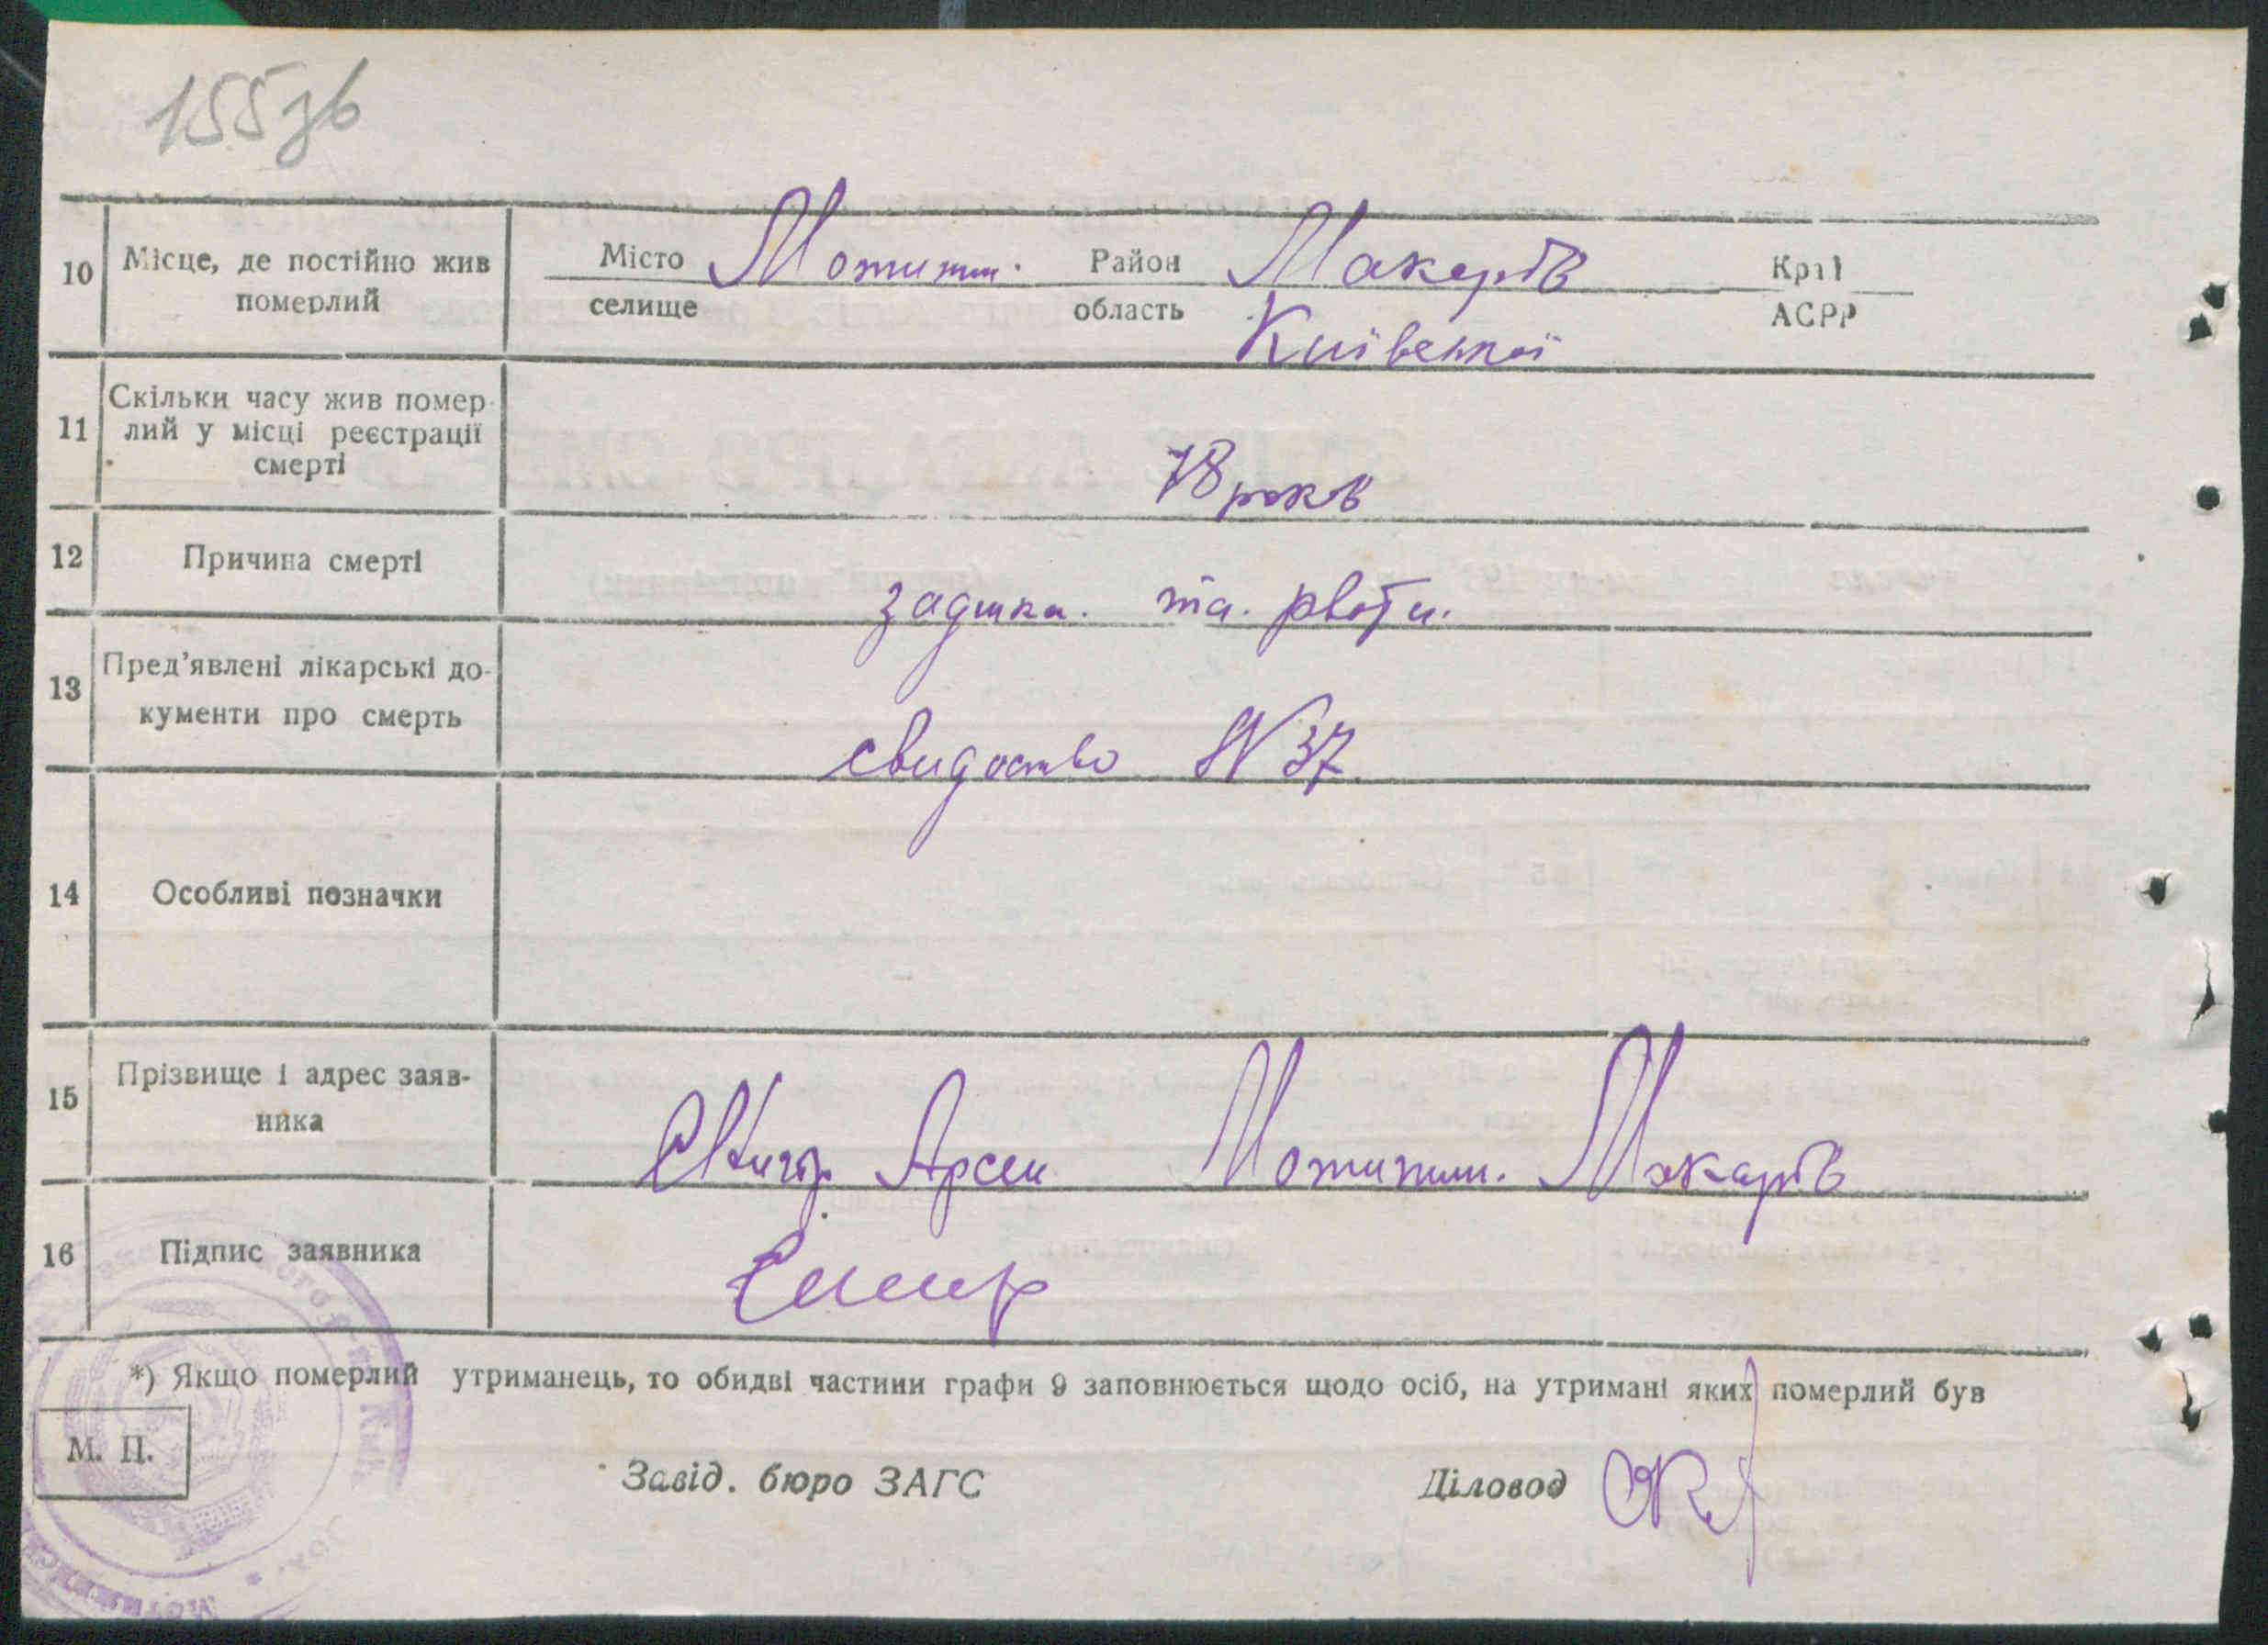 155зв
10 Місце, де постійно жив померлий
Місто Мотижин. Район Макарів Край
селище область Київської АСРР
11 Скільки часу жив помер-
лий у місці реєстрації
смерті
78 років
12 Причина смерті
задишка. та. рвоти.
13 Пред'явлені лікарські до-
кументи про смерть
свидоство N 37.
14 Особливі позначки
15 Прізвище і адрес заяв-
ника
Арсен Мотижин. Макарів
16 Підпис заявника
*) Якщо померлий утриманець, то обидві частини графи 9 заповнюється щодо осіб, на утримані яких померлий був
М. П.
Завід. бюро ЗАГС Діловод